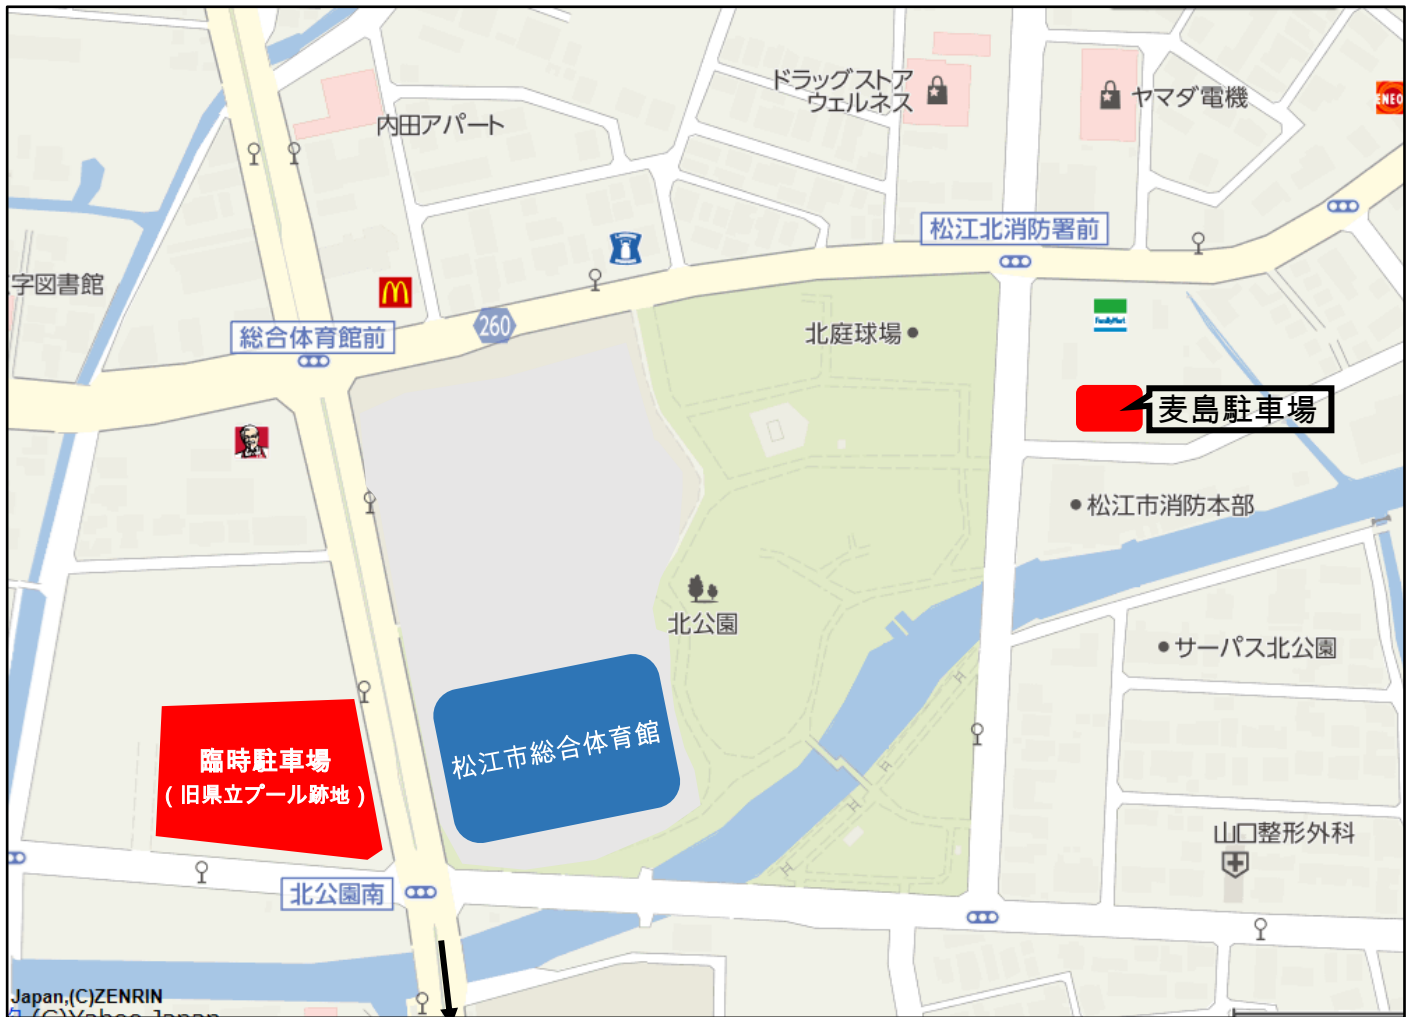 ドラッグストア
ウェルネス
ヤマダ電機
ENEO
内田アパート
松江北消防署前
字図書館
260
総合体育館前
北庭球場
FamilyMart
麦島駐車場
松江市消防本部
北公園
サーパス北公園
松江市総合体育館
臨時駐車場
(旧県立プール跡地)
山口整形外科
北公園南
Japan,(C)ZENRIN
(C)Yahoo Japan